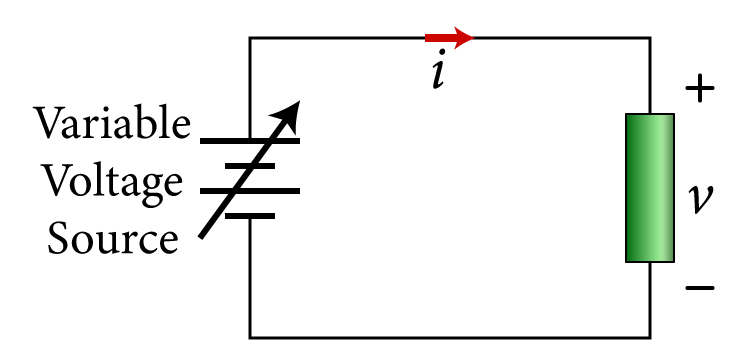 i
+
Variable
Voltage
v
Source
−